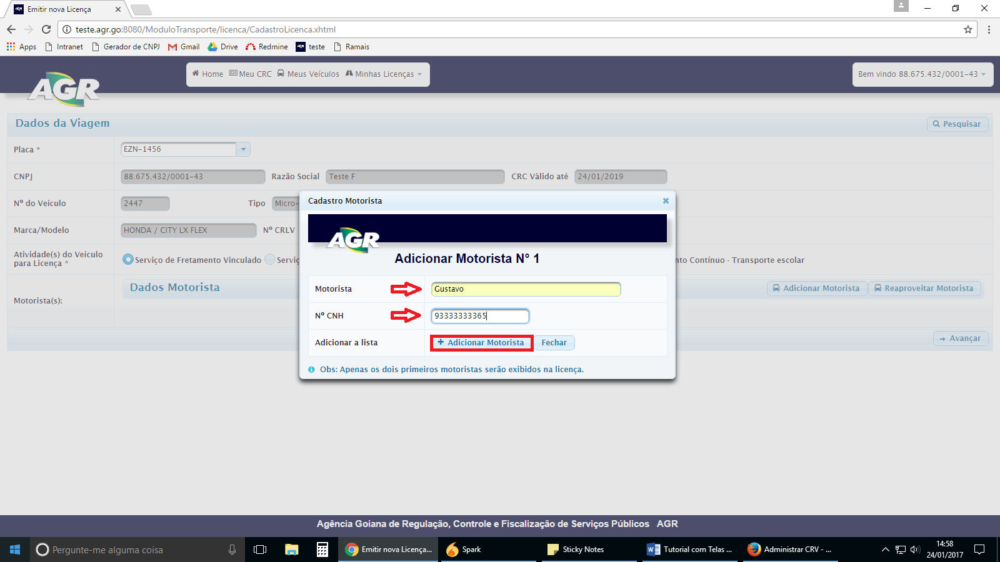 Emitir nova Licença
teste.agr.go:8080/ModuloTransporte/licenca/CadastroLicenca.xhtml
Apps Intranet Gerador de CNPJ Gmail Drive Redmine teste Ramais
AGR Home Meu CRC Meus Veículos Minhas Licenças Bem vindo 88.675.432/0001-43
Dados da Viagem Pesquisar
Placa * EZN-1456
CNPJ 88.675.432/0001-43 Razão Social Teste F CRC Válido até 24/01/2019
Nº do Veículo 2447 Tipo Micro-
Marca/Modelo HONDA / CITY LX FLEX Nº CRLV
Atividade(s) do Veículo
para Licença * Serviço de Fretamento Vinculado Serviç nto Contínuo - Transporte escolar
Motorista(s): Dados Motorista Adicionar Motorista Reaproveitar Motorista
Avançar
Cadastro Motorista
AGR
Adicionar Motorista N° 1
Motorista Gustavo
Nº CNH 93333333365
Adicionar a lista + Adicionar Motorista Fechar
Obs: Apenas os dois primeiros motoristas serão exibidos na licença.
Agência Goiana de Regulação, Controle e Fiscalização de Serviços Públicos AGR
Pergunte-me alguma coisa Emitir nova Licença... Spark Sticky Notes Tutorial com Telas ... Administrar CRV - ... 14:58
24/01/2017